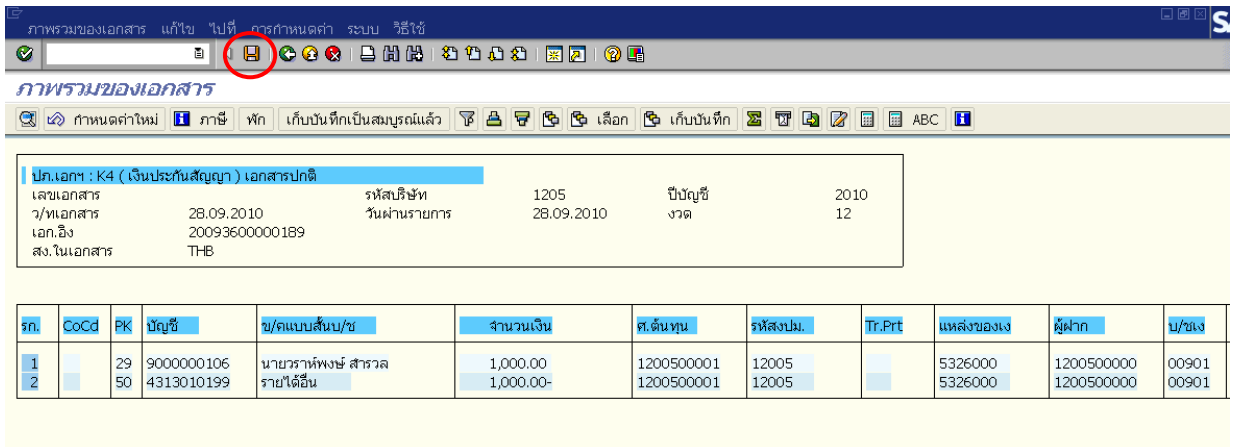 ภาพรวมของเอกสาร แก้ไข ไปที่ การกำหนดค่า ระบบ วิธีใช้
ภาพรวมของเอกสาร
กำหนดค่าใหม่ ภาษี พัก เก็บบันทึกเป็นสมบูรณ์แล้ว เลือก เก็บบันทึก ABC
ปภ.เอกฯ : K4 ( เงินประกันสัญญา ) เอกสารปกติ
เลขเอกสาร รหัสบริษัท 1205 ปีบัญชี 2010
ว/ทเอกสาร 28.09.2010 วันผ่านรายการ 28.09.2010 งวด 12
เอก.อิง 20093600000189
สง.ในเอกสาร THB
รก. CoCd PK บัญชี ข/คแบบสั้นบ/ช จำนวนเงิน ศ.ต้นทุน รหัสงปม. Tr.Prt แหล่งของเง ผู้ฝาก บ/ชเง
1 29 9000000106 นายวราห์พงษ์ สำรวล 1,000.00 1200500001 12005 5326000 1200500000 00901
2 50 4313010199 รายได้อื่น 1,000.00- 1200500001 12005 5326000 1200500000 00901